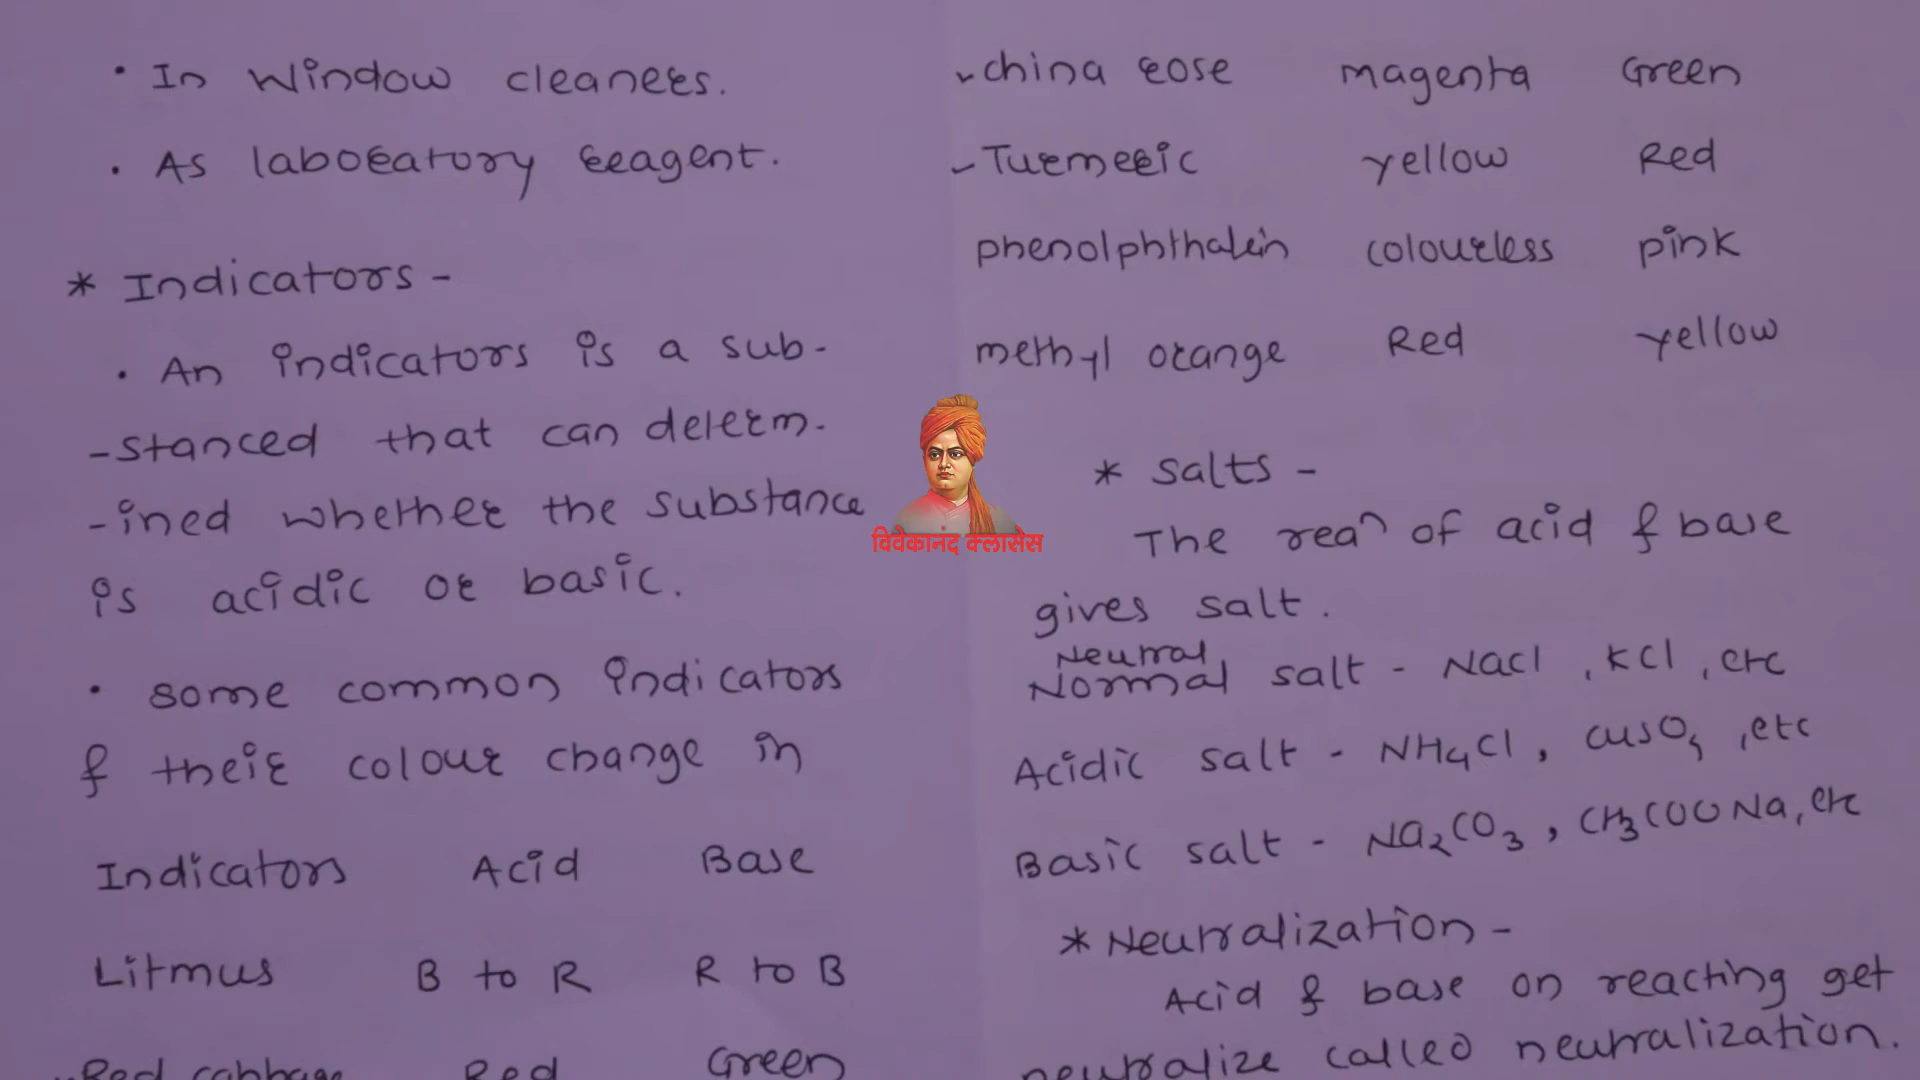 • In Window cleaners.
• As laboratory reagent.
* Indicators -
• An indicators is a sub-
-stanced that can determ-
-ined whether the substance
is acidic or basic.
• some common indicators
& their colour change in
Indicators Acid Base
Litmus B to R R to B
Red cabbage Red Green
china rose magenta Green
Turmeric yellow Red
phenolphthalein colourless pink
methyl orange Red yellow
विवेकानंद क्लासेस
* salts -
The reaⁿ of acid & base
gives salt.
Neutral
Normal salt - NaCl, KCl, etc
Acidic salt - NH₄Cl, CuSO₄, etc
Basic salt - Na₂CO₃, CH₃COONa, etc
* Neutralization -
Acid & base on reacting get
neutralize called neutralization.